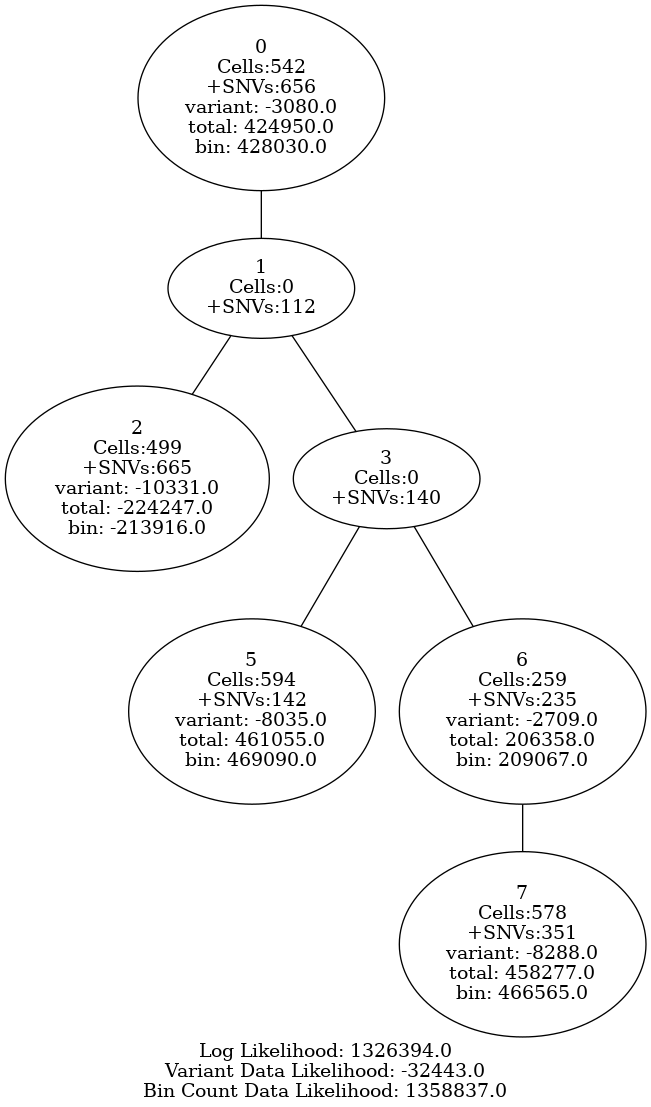 0
Cells:542
+SNVs:656
variant: -3080.0
total: 424950.0
bin: 428030.0
1
Cells:0
+SNVs:112
2
Cells:499
+SNVs:665
variant: -10331.0
total: -224247.0
bin: -213916.0
3
Cells:0
+SNVs:140
5
Cells:594
+SNVs:142
variant: -8035.0
total: 461055.0
bin: 469090.0
6
Cells:259
+SNVs:235
variant: -2709.0
total: 206358.0
bin: 209067.0
7
Cells:578
+SNVs:351
variant: -8288.0
total: 458277.0
bin: 466565.0
Log Likelihood: 1326394.0
Variant Data Likelihood: -32443.0
Bin Count Data Likelihood: 1358837.0